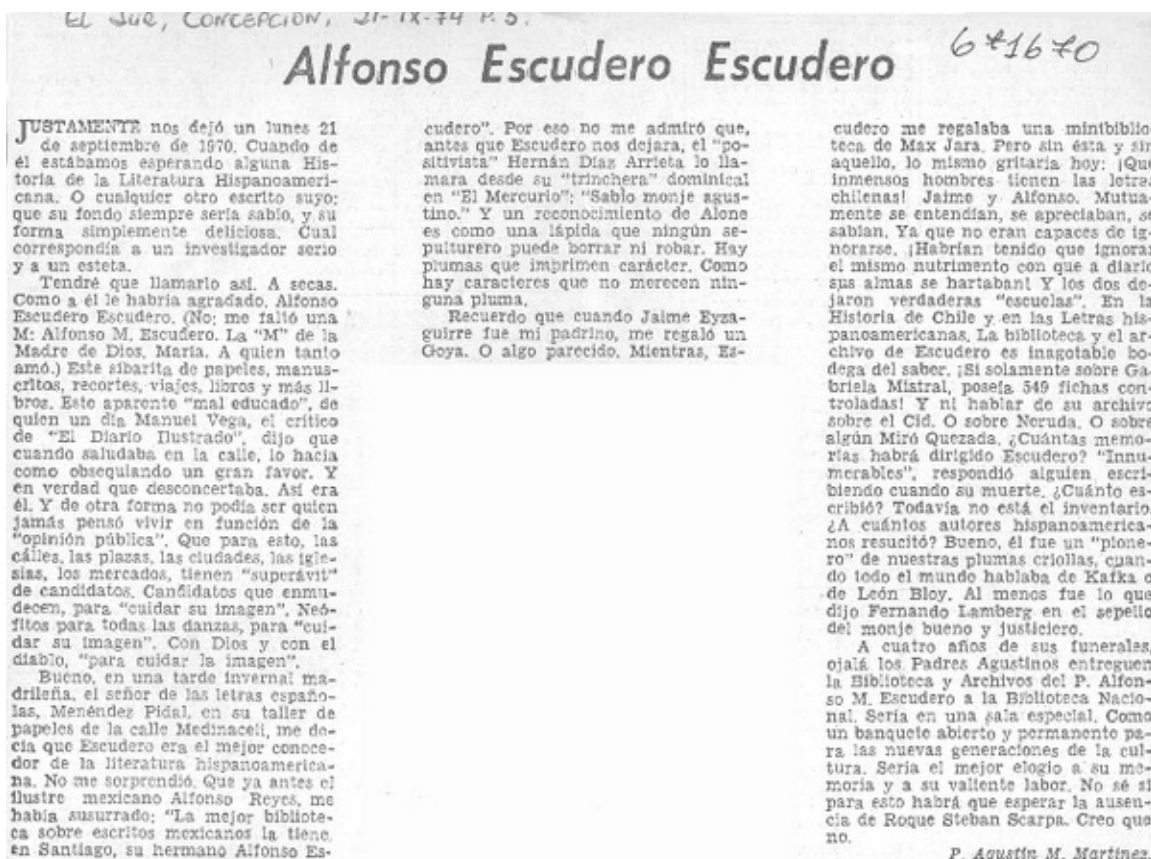 EL SUR, CONCEPCIÓN, 21-IX-74 P. 5.
671670
Alfonso Escudero Escudero
JUSTAMENTE nos dejó un lunes 21
de septiembre de 1970. Cuando de
él estábamos esperando alguna His-
toria de la Literatura Hispanoameri-
cana. O cualquier otro escrito suyo;
que su fondo siempre sería sabio, y su
forma simplemente deliciosa. Cual
correspondía a un investigador serio
y a un esteta.
Tendré que llamarlo así. A secas.
Como a él le habría agradado, Alfonso
Escudero Escudero. (No; me faltó una
M: Alfonso M. Escudero. La "M" de la
Madre de Dios, María. A quien tanto
amó.) Este sibarita de papeles, manus-
critos, recortes, viajes, libros y más li-
bros. Este aparente "mal educado", de
quien un día Manuel Vega, el crítico
de "El Diario Ilustrado", dijo que
cuando saludaba en la calle, lo hacía
como obsequiando un gran favor. Y
en verdad que desconcertaba. Así era
él. Y de otra forma no podía ser quien
jamás pensó vivir en función de la
"opinión pública". Que para esto, las
cálles, las plazas, las ciudades, las igle-
sias, los mercados, tienen "superávit"
de candidatos. Candidatos que enmu-
decen, para "cuidar su imagen". Neó-
fitos para todas las danzas, para "cui-
dar su imagen". Con Dios y con el
diablo, "para cuidar la imagen".
Bueno, en una tarde invernal ma-
drileña, el señor de las letras españo-
las, Menéndez Pidal, en su taller de
papeles de la calle Medinaceli, me de-
cía que Escudero era el mejor conoce-
dor de la literatura hispanoamerica-
na. No me sorprendió. Que ya antes el
ilustre mexicano Alfonso Reyes, me
había susurrado: "La mejor bibliote-
ca sobre escritos mexicanos la tiene,
en Santiago, su hermano Alfonso Es-
cudero". Por eso no me admiró que,
antes que Escudero nos dejara, el "po-
sitivista" Hernán Díaz Arrieta lo lla-
mara desde su "trinchera" dominical
en "El Mercurio": "Sabio monje agus-
tino." Y un reconocimiento de Alone
es como una lápida que ningún se-
pulturero puede borrar ni robar. Hay
plumas que imprimen carácter. Como
hay caracteres que no merecen nin-
guna pluma.
Recuerdo que cuando Jaime Eyza-
guirre fue mi padrino, me regaló un
Goya. O algo parecido. Mientras, Es-
cudero me regalaba una minibiblio-
teca de Max Jara. Pero sin ésta y sin
aquello, lo mismo gritaría hoy: ¡Qué
inmensos hombres tienen las letras
chilenas! Jaime y Alfonso. Mutua-
mente se entendían, se apreciaban, se
sabían. Ya que no eran capaces de ig-
norarse. ¡Habrían tenido que ignorar
el mismo nutrimento con que a diario
sus almas se hartaban! Y los dos de-
jaron verdaderas "escuelas". En la
Historia de Chile y en las Letras his-
panoamericanas. La biblioteca y el ar-
chivo de Escudero es inagotable bo-
dega del saber. ¡Si solamente sobre Ga-
briela Mistral, poseía 549 fichas con-
troladas! Y ni hablar de su archivo
sobre el Cid. O sobre Neruda. O sobre
algún Miró Quezada. ¿Cuántas memo-
rias habrá dirigido Escudero? "Innu-
merables", respondió alguien escri-
biendo cuando su muerte. ¿Cuánto es-
cribió? Todavía no está el inventario.
¿A cuántos autores hispanoamerica-
nos resucitó? Bueno, él fue un "pione-
ro" de nuestras plumas criollas, cuan-
do todo el mundo hablaba de Kafka o
de León Bloy. Al menos fue lo que
dijo Fernando Lamberg en el sepelio
del monje bueno y justiciero.
A cuatro años de sus funerales,
ojalá los Padres Agustinos entreguen
la Biblioteca y Archivos del P. Alfon-
so M. Escudero a la Biblioteca Nacio-
nal. Sería en una sala especial. Como
un banquete abierto y permanente pa-
ra las nuevas generaciones de la cul-
tura. Sería el mejor elogio a su me-
moria y a su valiente labor. No sé si
para esto habrá que esperar la ausen-
cia de Roque Steban Scarpa. Creo que
no.
P. Agustín M. Martínez.